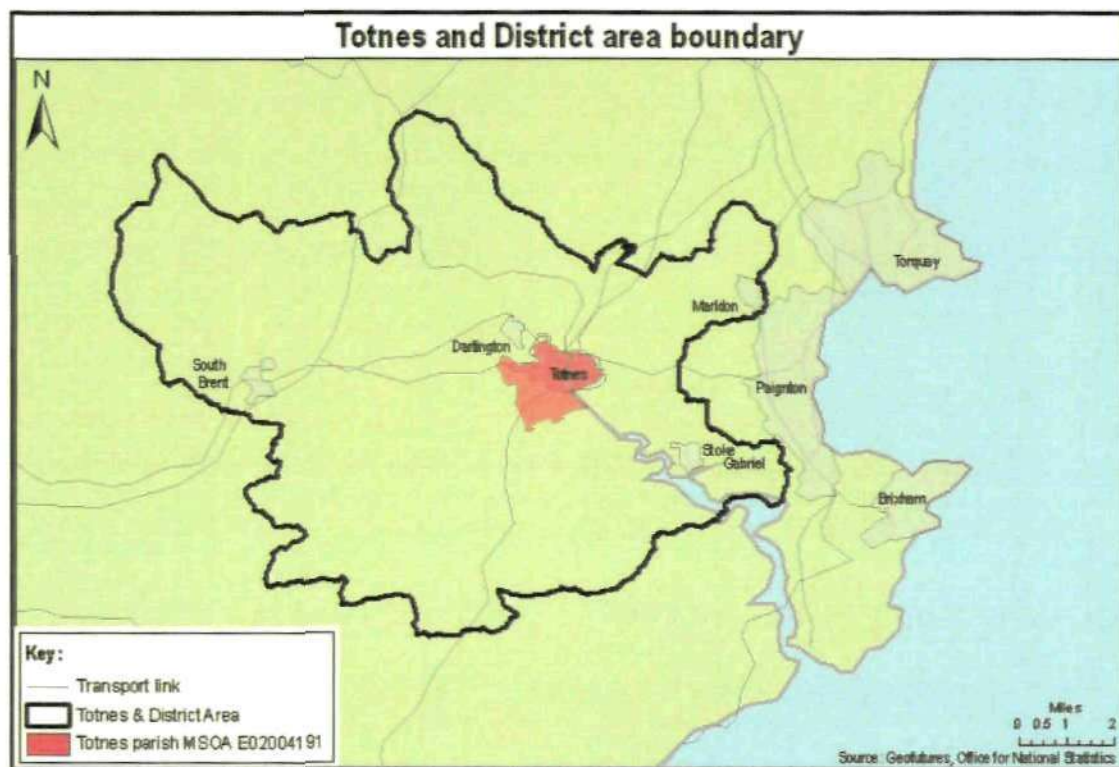 Totnes and District area boundary
N
Torquay
Marldon
Dartington
Totnes
South
Brent
Paignton
Stoke
Gabriel
Brixham
Key:
Transport link
Totnes & District Area
Totnes parish MSOA E02004191
Miles
0 0.5 1 2
Source: Geofutures, Office for National Statistics